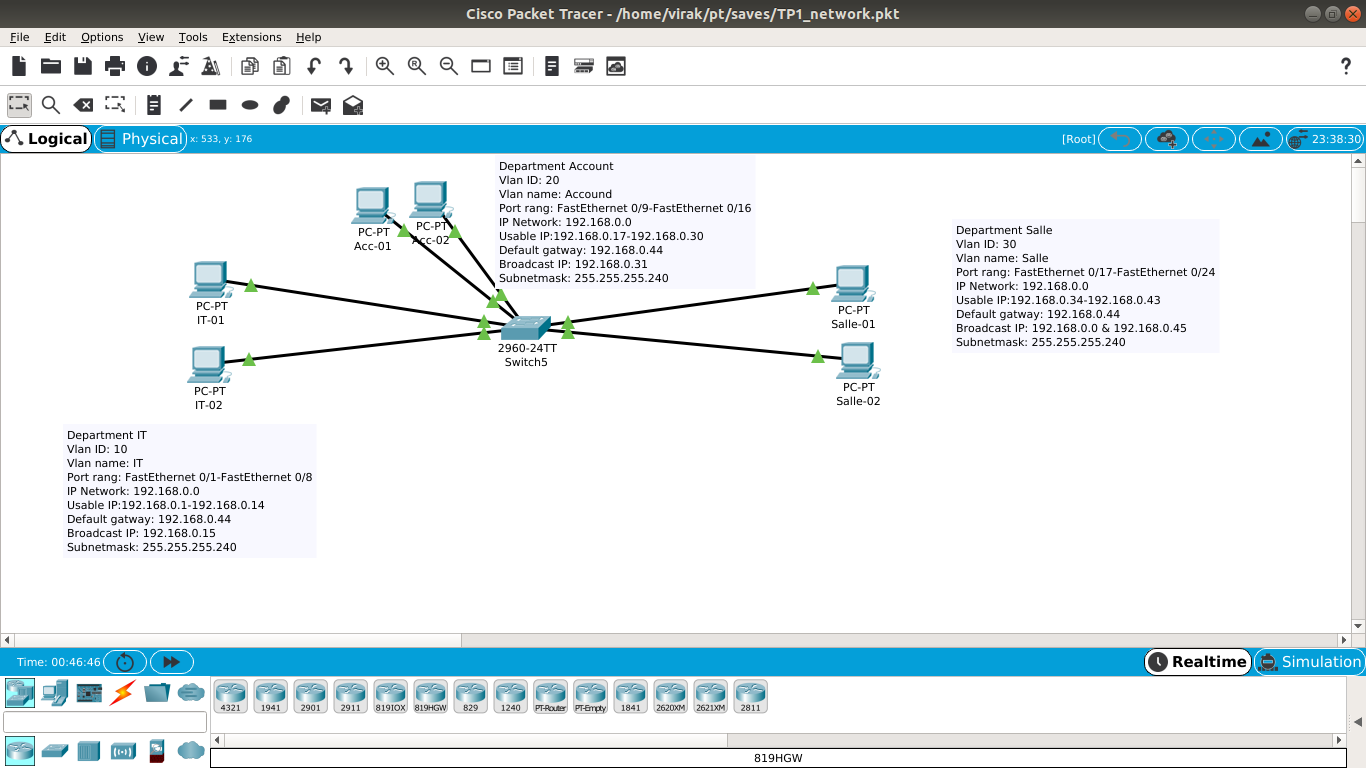 Cisco Packet Tracer - /home/virak/pt/saves/TP1_network.pkt
File Edit Options View Tools Extensions Help
?
Logical Physical x: 533, y: 176 [Root] 23:38:30
Department Account
Vlan ID: 20
Vlan name: Accound
Port rang: FastEthernet 0/9-FastEthernet 0/16
IP Network: 192.168.0.0
Usable IP:192.168.0.17-192.168.0.30
Default gatway: 192.168.0.44
Broadcast IP: 192.168.0.31
Subnetmask: 255.255.255.240
PC-PT
Acc-01
PC-PT
Acc-02
Department Salle
Vlan ID: 30
Vlan name: Salle
Port rang: FastEthernet 0/17-FastEthernet 0/24
IP Network: 192.168.0.0
Usable IP:192.168.0.34-192.168.0.43
Default gatway: 192.168.0.44
Broadcast IP: 192.168.0.0 & 192.168.0.45
Subnetmask: 255.255.255.240
PC-PT
IT-01
PC-PT
Salle-01
2960-24TT
Switch5
PC-PT
IT-02
PC-PT
Salle-02
Department IT
Vlan ID: 10
Vlan name: IT
Port rang: FastEthernet 0/1-FastEthernet 0/8
IP Network: 192.168.0.0
Usable IP:192.168.0.1-192.168.0.14
Default gatway: 192.168.0.44
Broadcast IP: 192.168.0.15
Subnetmask: 255.255.255.240
Time: 00:46:46 Realtime Simulation
4321 1941 2901 2911 819IOX 819HGW 829 1240 PT-Router PT-Empty 1841 2620XM 2621XM 2811
819HGW